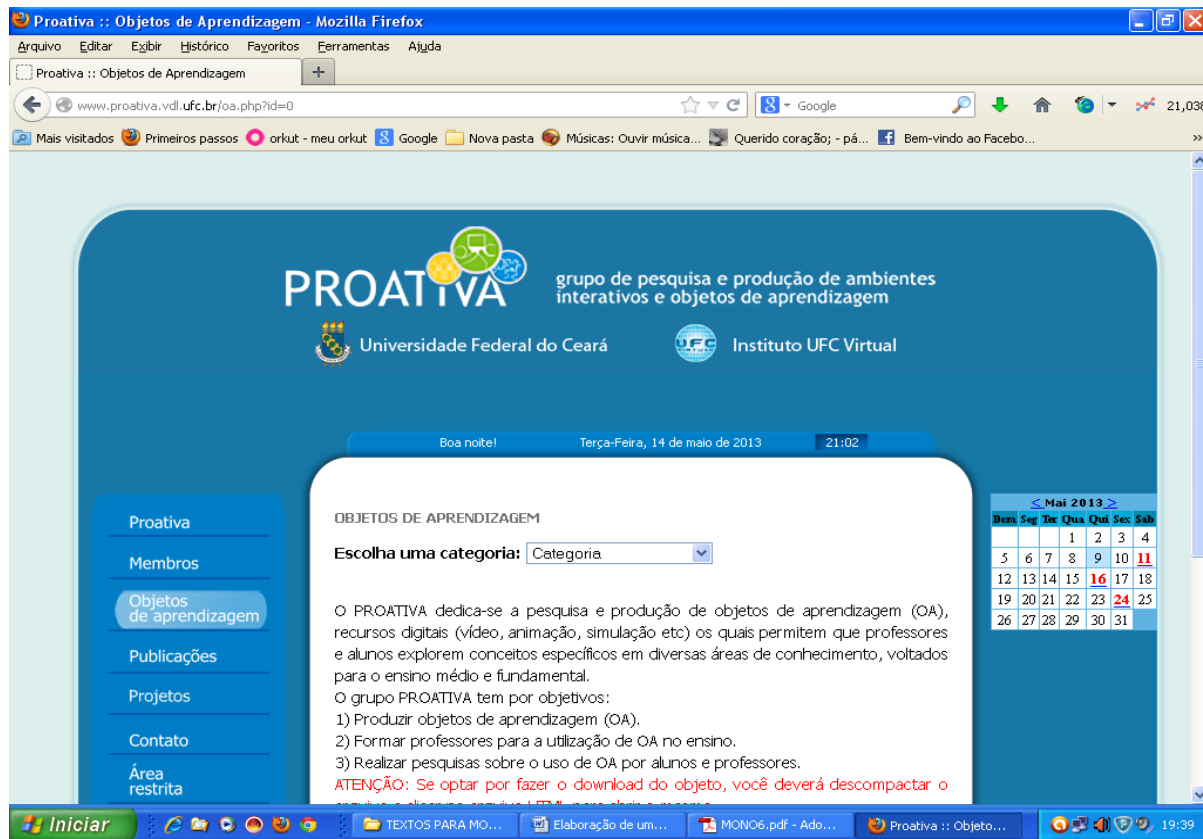 Proativa :: Objetos de Aprendizagem - Mozilla Firefox
Arquivo Editar Exibir Histórico Favoritos Ferramentas Ajuda
Proativa :: Objetos de Aprendizagem
www.proativa.vdl.ufc.br/oa.php?id=0
Google
21,038
Mais visitados Primeiros passos orkut - meu orkut Google Nova pasta Músicas: Ouvir música... Querido coração; - pá... Bem-vindo ao Facebo...
PROATIVA
grupo de pesquisa e produção de ambientes
interativos e objetos de aprendizagem
Universidade Federal do Ceará
UFC
Instituto UFC Virtual
Boa noite! Terça-Feira, 14 de maio de 2013 21:02
Proativa
Membros
Objetos
de aprendizagem
Publicações
Projetos
Contato
Área
restrita
OBJETOS DE APRENDIZAGEM
Escolha uma categoria: Categoria
O PROATIVA dedica-se a pesquisa e produção de objetos de aprendizagem (OA),
recursos digitais (vídeo, animação, simulação etc) os quais permitem que professores
e alunos explorem conceitos específicos em diversas áreas de conhecimento, voltados
para o ensino médio e fundamental.
O grupo PROATIVA tem por objetivos:
1) Produzir objetos de aprendizagem (OA).
2) Formar professores para a utilização de OA no ensino.
3) Realizar pesquisas sobre o uso de OA por alunos e professores.
ATENÇÃO: Se optar por fazer o download do objeto, você deverá descompactar o
< Mai 2013 >
Dom Seg Ter Qua Qui Sex Sab
1 2 3 4
5 6 7 8 9 10 11
12 13 14 15 16 17 18
19 20 21 22 23 24 25
26 27 28 29 30 31
Iniciar
TEXTOS PARA MO...
Elaboração de um...
MONO6.pdf - Ado...
Proativa :: Objeto...
19:39